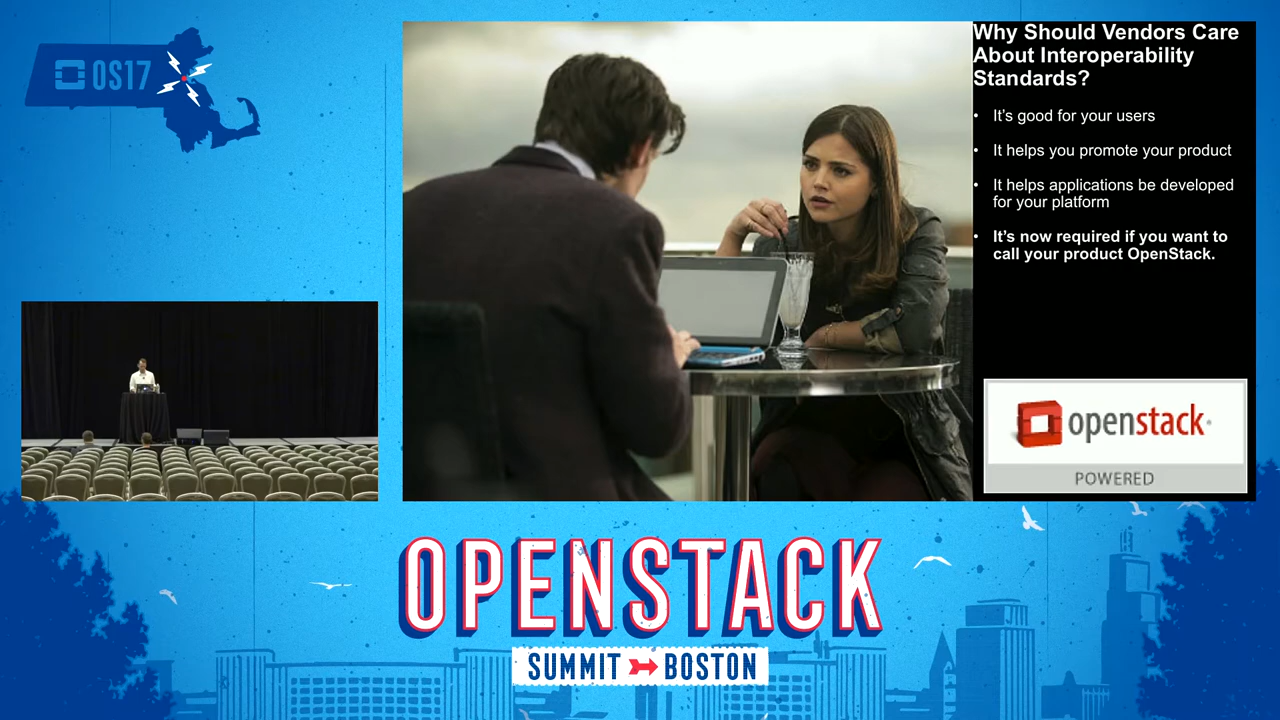 OS17
Why Should Vendors Care
About Interoperability
Standards?
• It's good for your users
• It helps you promote your product
• It helps applications be developed
for your platform
• It's now required if you want to
call your product OpenStack.
openstack
POWERED
OPENSTACK
SUMMIT BOSTON